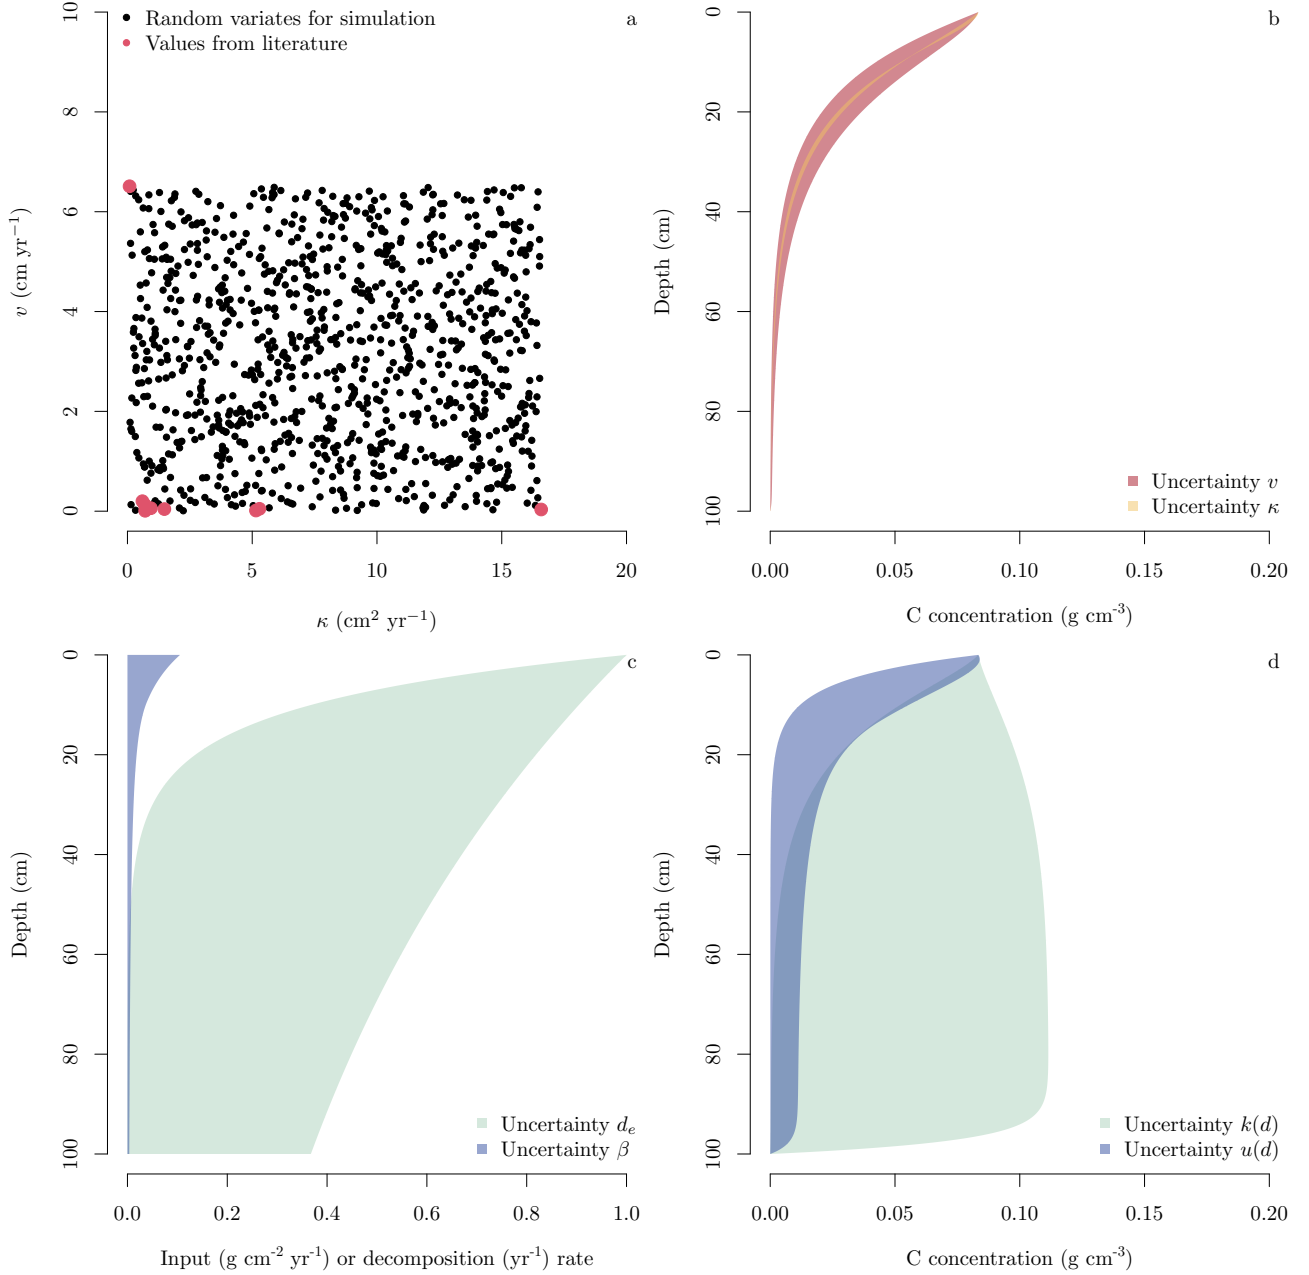 Random variates for simulation
Values from literature
a
10
8
6
4
2
0
v (cm yr⁻¹)
0 5 10 15 20
κ (cm² yr⁻¹)
b
0
20
40
60
80
100
Depth (cm)
Uncertainty v
Uncertainty κ
0.00 0.05 0.10 0.15 0.20
C concentration (g cm⁻³)
c
0
20
40
60
80
100
Depth (cm)
Uncertainty dₑ
Uncertainty β
0.0 0.2 0.4 0.6 0.8 1.0
Input (g cm⁻² yr⁻¹) or decomposition (yr⁻¹) rate
d
0
20
40
60
80
100
Depth (cm)
Uncertainty k(d)
Uncertainty u(d)
0.00 0.05 0.10 0.15 0.20
C concentration (g cm⁻³)